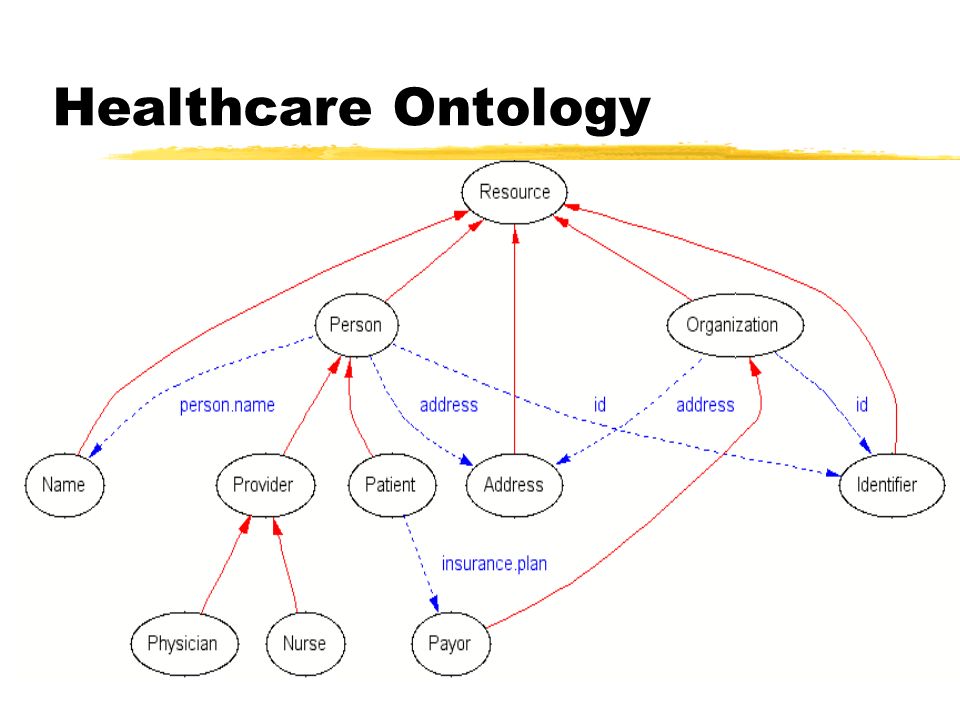 Healthcare Ontology
Resource
Person
Organization
person.name
address
id
address
id
Name
Provider
Patient
Address
Identifier
insurance.plan
Physician
Nurse
Payor